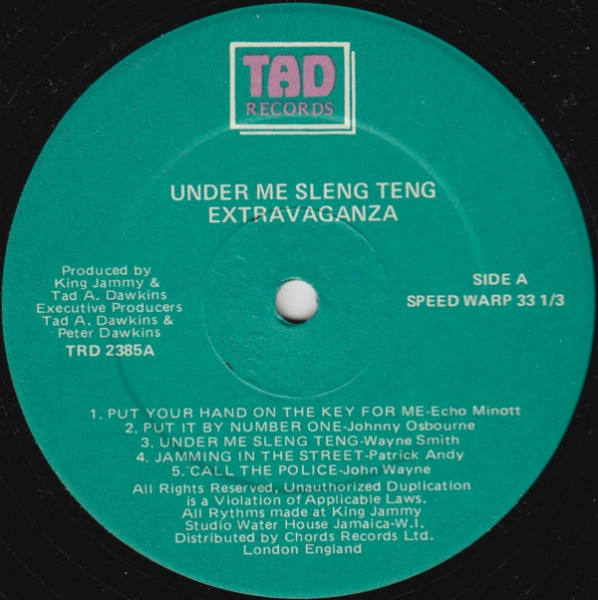 TAD
RECORDS
UNDER ME SLENG TENG
EXTRAVAGANZA
Produced by
King Jammy &
Tad A. Dawkins
Executive Producers
Tad A. Dawkins &
Peter Dawkins
TRD 2385A
SIDE A
SPEED WARP 33 1/3
1. PUT YOUR HAND ON THE KEY FOR ME-Echo Minott
2. PUT IT BY NUMBER ONE-Johnny Osbourne
3. UNDER ME SLENG TENG-Wayne Smith
4. JAMMING IN THE STREET-Patrick Andy
5. CALL THE POLICE-John Wayne
All Rights Reserved, Unauthorized Duplication
is a Violation of Applicable Laws.
All Rythms made at King Jammy
Studio Water House Jamaica-W.I.
Distributed by Chords Records Ltd.
London England